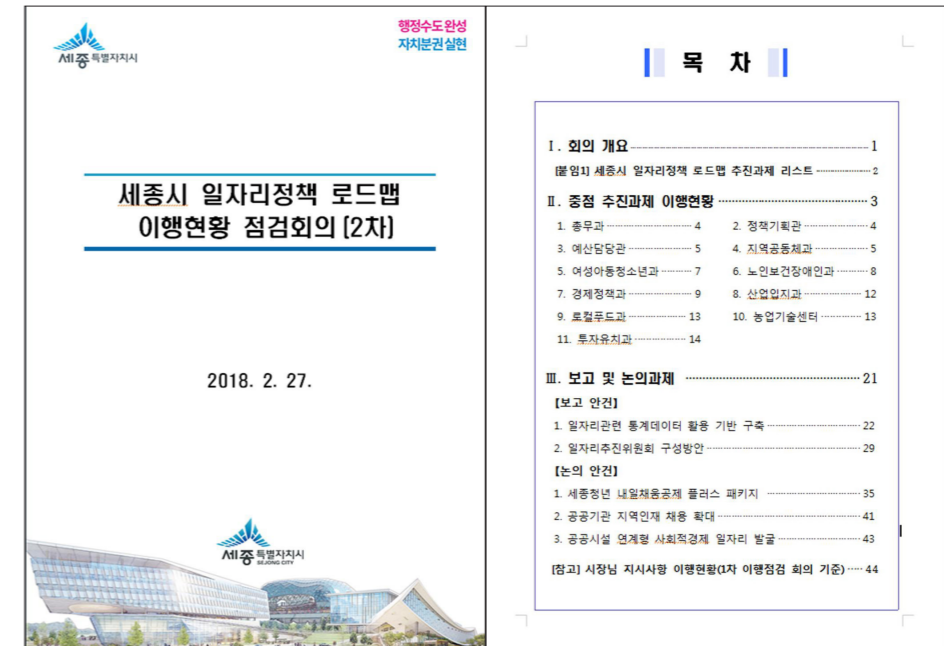 세종특별자치시
행정수도 완성
자치분권 실현
세종시 일자리정책 로드맵
이행현황 점검회의 [2차]
2018. 2. 27.
세종특별자치시
SEJONG CITY
목 차
Ⅰ. 회의 개요 1
[붙임1] 세종시 일자리정책 로드맵 추진과제 리스트 2
Ⅱ. 중점 추진과제 이행현황 3
1. 총무과 4 2. 정책기획관 4
3. 예산담당관 5 4. 지역공동체과 5
5. 여성아동청소년과 7 6. 노인보건장애인과 8
7. 경제정책과 9 8. 산업입지과 12
9. 로컬푸드과 13 10. 농업기술센터 13
11. 투자유치과 14
Ⅲ. 보고 및 논의과제 21
[보고 안건]
1. 일자리관련 통계데이터 활용 기반 구축 22
2. 일자리추진위원회 구성방안 29
[논의 안건]
1. 세종청년 내일채움공제 플러스 패키지 35
2. 공공기관 지역인재 채용 확대 41
3. 공공시설 연계형 사회적경제 일자리 발굴 43
[참고] 시장님 지시사항 이행현황(1차 이행점검 회의 기준) 44